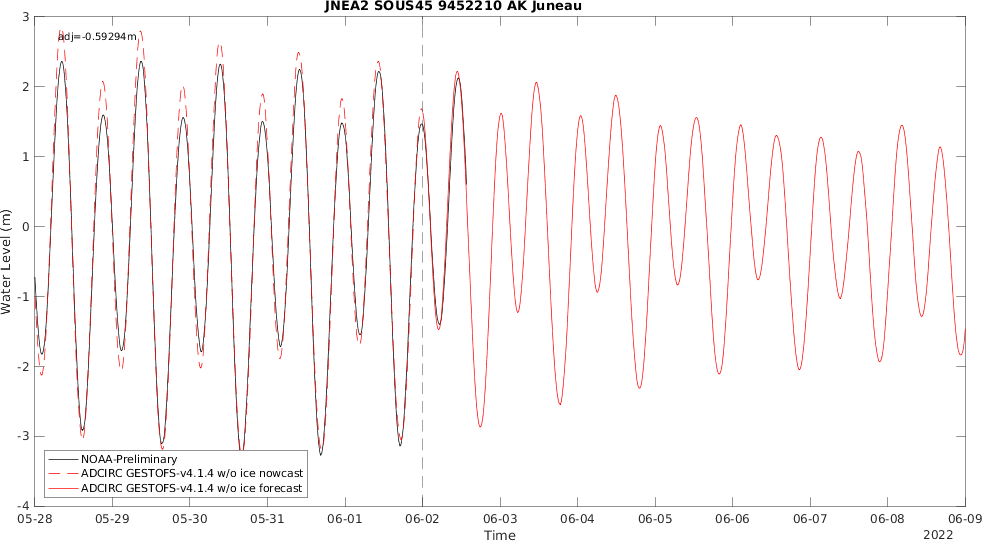 JNEA2 SOUS45 9452210 AK Juneau
adj=-0.59294m
3
2
1
0
-1
-2
-3
-4
Water Level (m)
NOAA-Preliminary
ADCIRC GESTOFS-v4.1.4 w/o ice nowcast
ADCIRC GESTOFS-v4.1.4 w/o ice forecast
05-28 05-29 05-30 05-31 06-01 06-02 06-03 06-04 06-05 06-06 06-07 06-08 06-09
Time
2022